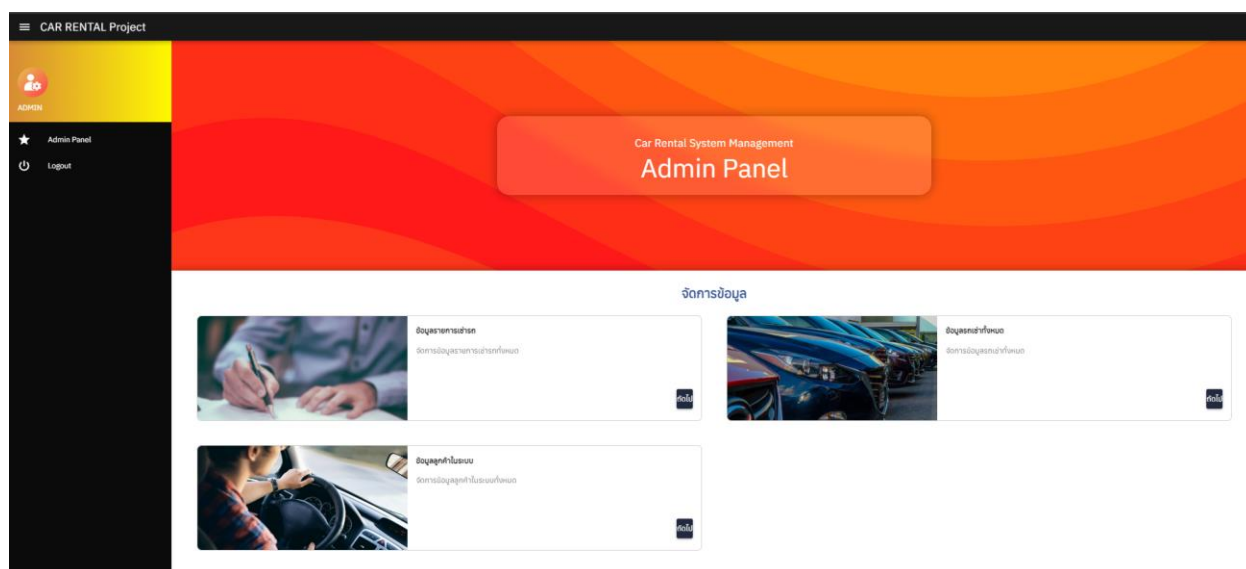 CAR RENTAL Project
ADMIN
Admin Panel
Logout
Car Rental System Management
Admin Panel
จัดการข้อมูล
ข้อมูลรายการเช่ารถ
จัดการข้อมูลรายการเช่ารถทั้งหมด
ถัดไป
ข้อมูลรถเช่าทั้งหมด
จัดการข้อมูลรถเช่าทั้งหมด
ถัดไป
ข้อมูลลูกค้าในระบบ
จัดการข้อมูลลูกค้าในระบบทั้งหมด
ถัดไป